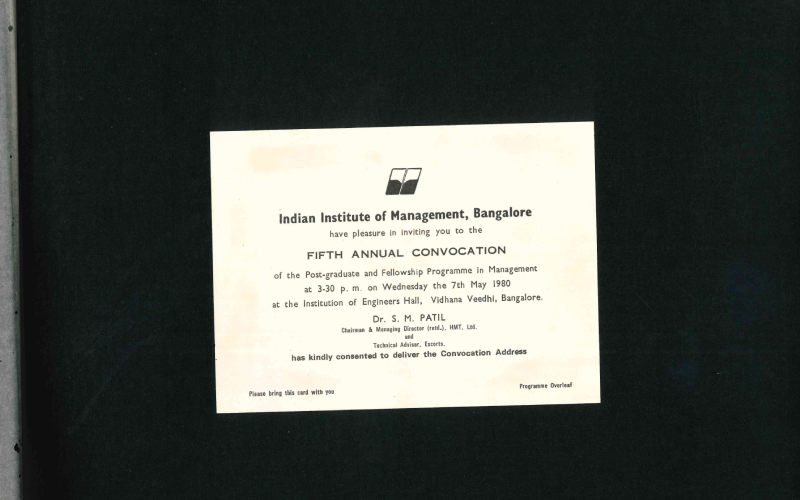 Indian Institute of Management, Bangalore
have pleasure in inviting you to the
FIFTH ANNUAL CONVOCATION
of the Post-graduate and Fellowship Programme in Management
at 3-30 p. m. on Wednesday the 7th May 1980
at the Institution of Engineers Hall, Vidhana Veedhi, Bangalore.
Dr. S. M. PATIL
Chairman & Managing Director (retd.), HMT, Ltd.
and
Technical Adviser, Escorts.
has kindly consented to deliver the Convocation Address
Please bring this card with you
Programme Overleaf